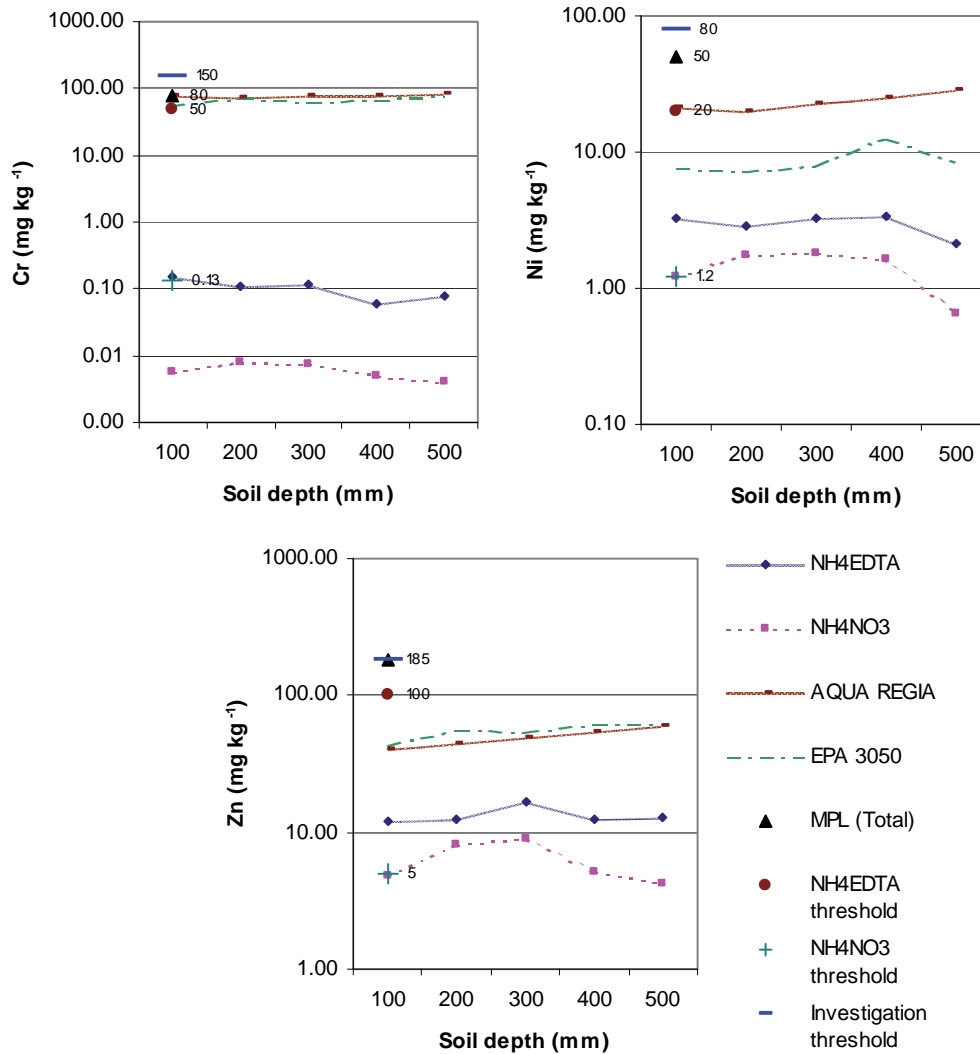 1000.00
100.00
10.00
1.00
0.10
0.01
0.00
Cr (mg kg -1)
150
80
50
0.13
100 200 300 400 500
Soil depth (mm)
100.00
10.00
1.00
0.10
Ni (mg kg -1)
80
50
20
1.2
100 200 300 400 500
Soil depth (mm)
1000.00
100.00
10.00
1.00
Zn (mg kg -1)
185
100
5
100 200 300 400 500
Soil depth (mm)
NH4EDTA
NH4NO3
AQUA REGIA
EPA 3050
MPL (Total)
NH4EDTA
threshold
NH4NO3
threshold
Investigation
threshold